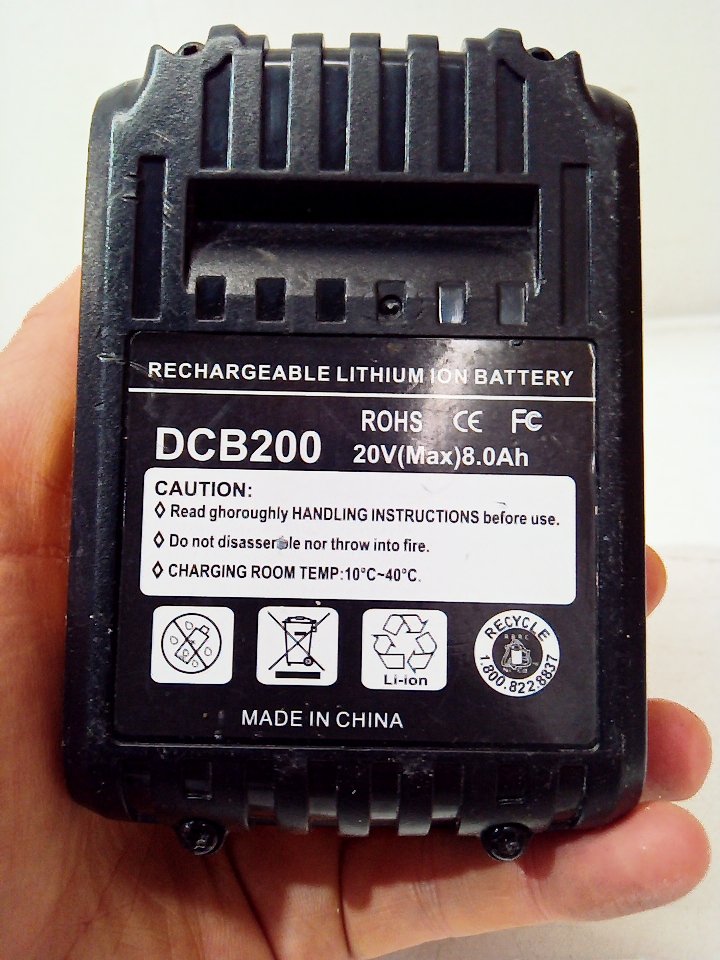 RECHARGEABLE LITHIUM ION BATTERY
ROHS CE FC
DCB200 20V(Max)8.0Ah
CAUTION:
◊ Read ghoroughly HANDLING INSTRUCTIONS before use.
◊ Do not disassemble nor throw into fire.
◊ CHARGING ROOM TEMP:10°C~40°C.
Li-ion
RECYCLE
1.800.822.8837
MADE IN CHINA